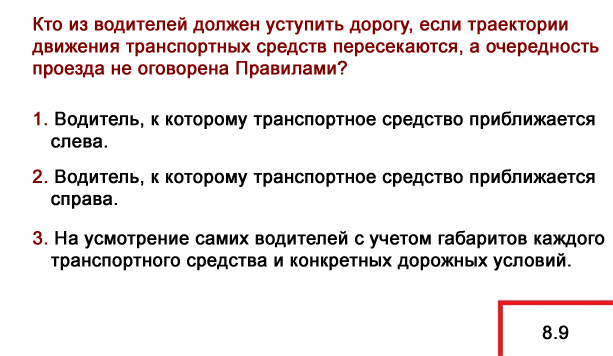 Кто из водителей должен уступить дорогу, если траектории
движения транспортных средств пересекаются, а очередность
проезда не оговорена Правилами?
1. Водитель, к которому транспортное средство приближается
слева.
2. Водитель, к которому транспортное средство приближается
справа.
3. На усмотрение самих водителей с учетом габаритов каждого
транспортного средства и конкретных дорожных условий.
8.9